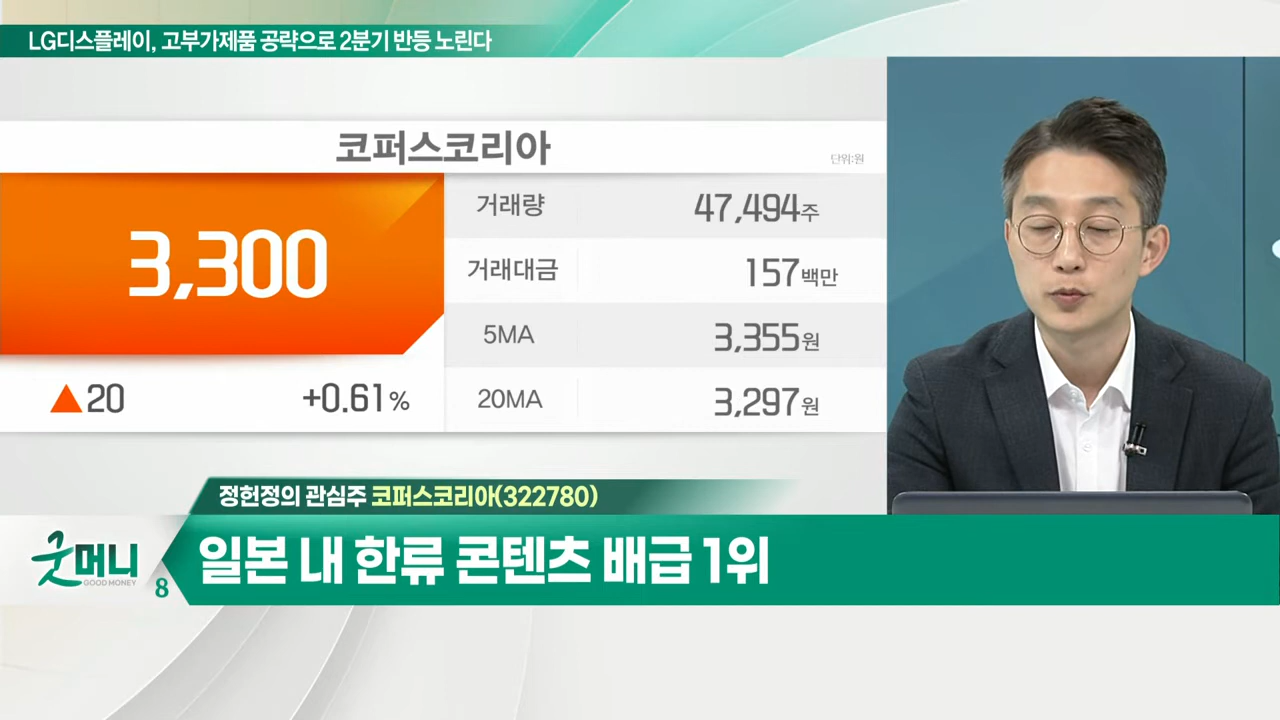 LG디스플레이, 고부가제품 공략으로 2분기 반등 노린다
코퍼스코리아
단위:원
3,300
▲20 +0.61%
거래량 47,494주
거래대금 157백만
5MA 3,355원
20MA 3,297원
정헌정의 관심주 코퍼스코리아(322780)
일본 내 한류 콘텐츠 배급 1위
굿머니
GOOD MONEY
8